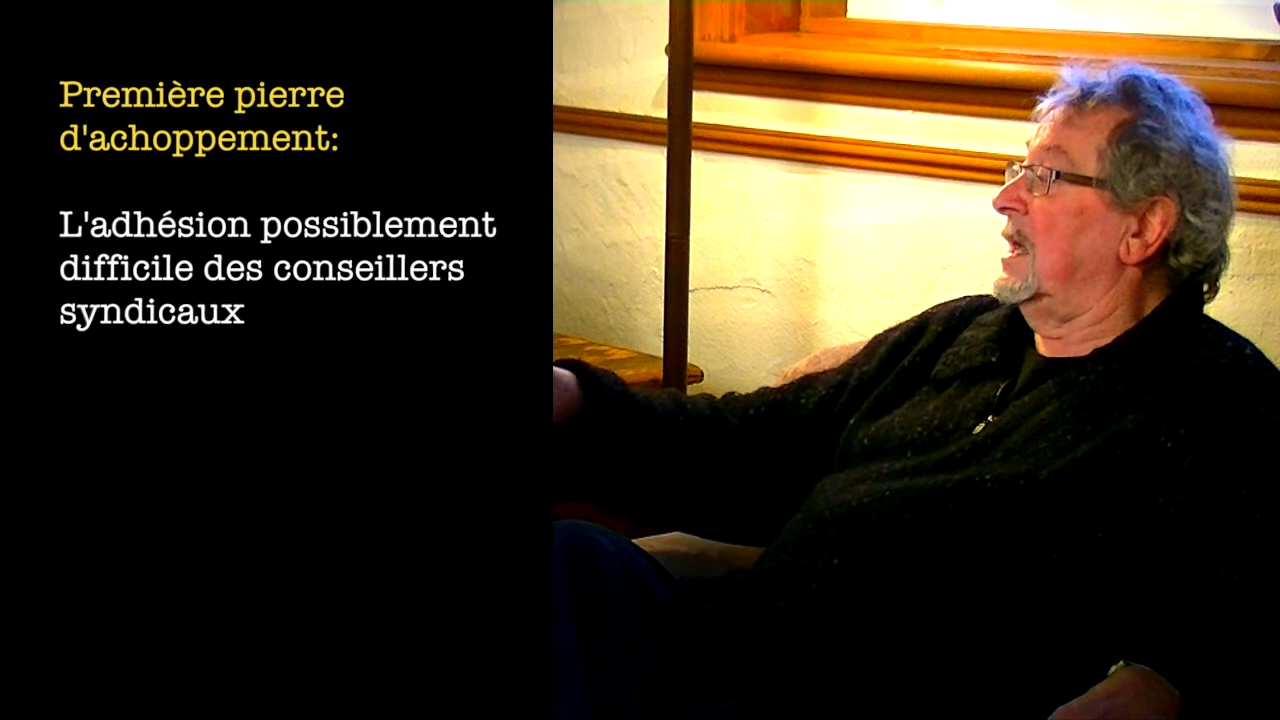 Première pierre
d'achoppement:
L'adhésion possiblement
difficile des conseillers
syndicaux